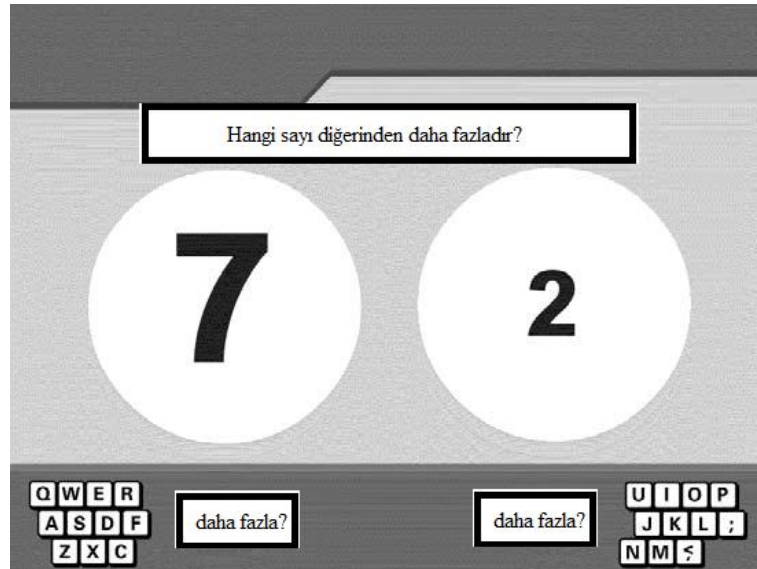 Hangi sayı diğerinden daha fazladır?
7 2
daha fazla? daha fazla?
Q W E R
A S D F
Z X C
U I O P
J K L ;
N M